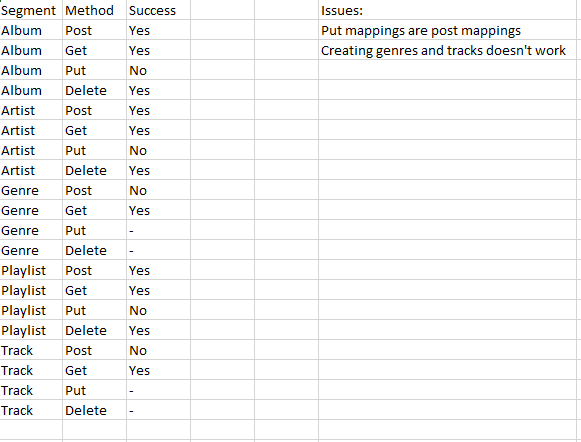 Segment Method Success Issues:
Album Post Yes Put mappings are post mappings
Album Get Yes Creating genres and tracks doesn't work
Album Put No
Album Delete Yes
Artist Post Yes
Artist Get Yes
Artist Put No
Artist Delete Yes
Genre Post No
Genre Get Yes
Genre Put -
Genre Delete -
Playlist Post Yes
Playlist Get Yes
Playlist Put No
Playlist Delete Yes
Track Post No
Track Get Yes
Track Put -
Track Delete -